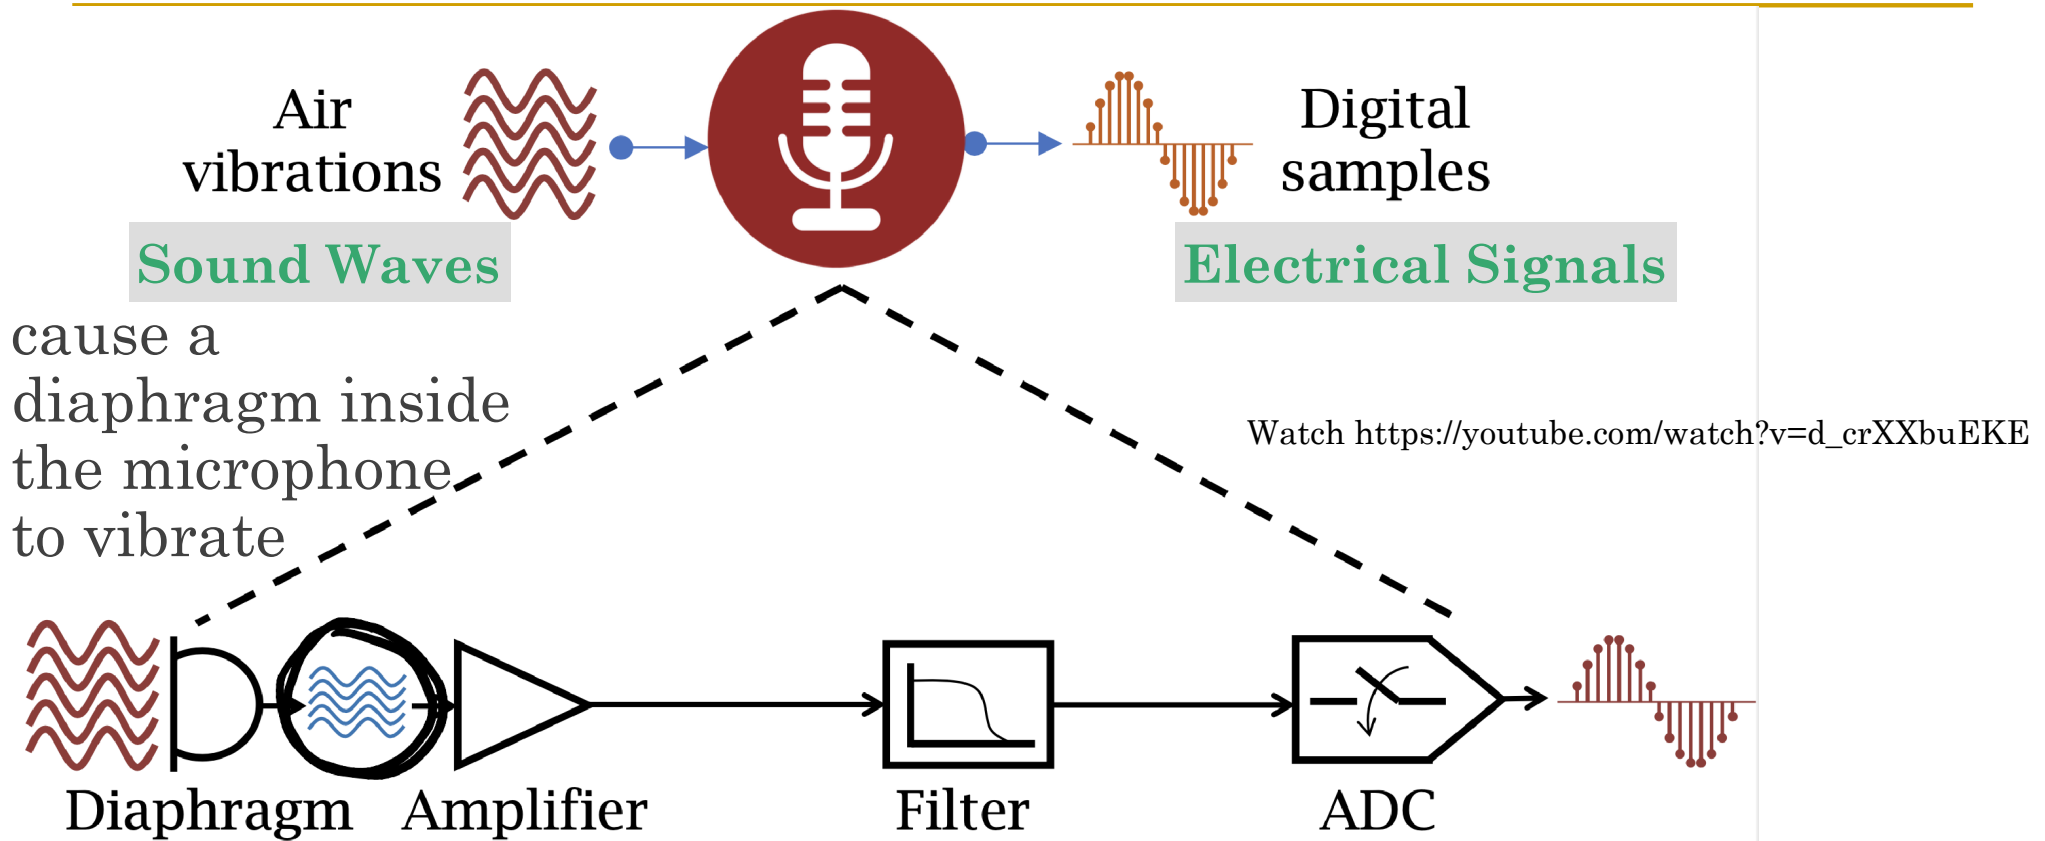 Air
vibrations
Digital
samples
Sound Waves
Electrical Signals
cause a
diaphragm inside
the microphone
to vibrate
Watch https://youtube.com/watch?v=d_crXXbuEKE
Diaphragm
Amplifier
Filter
ADC